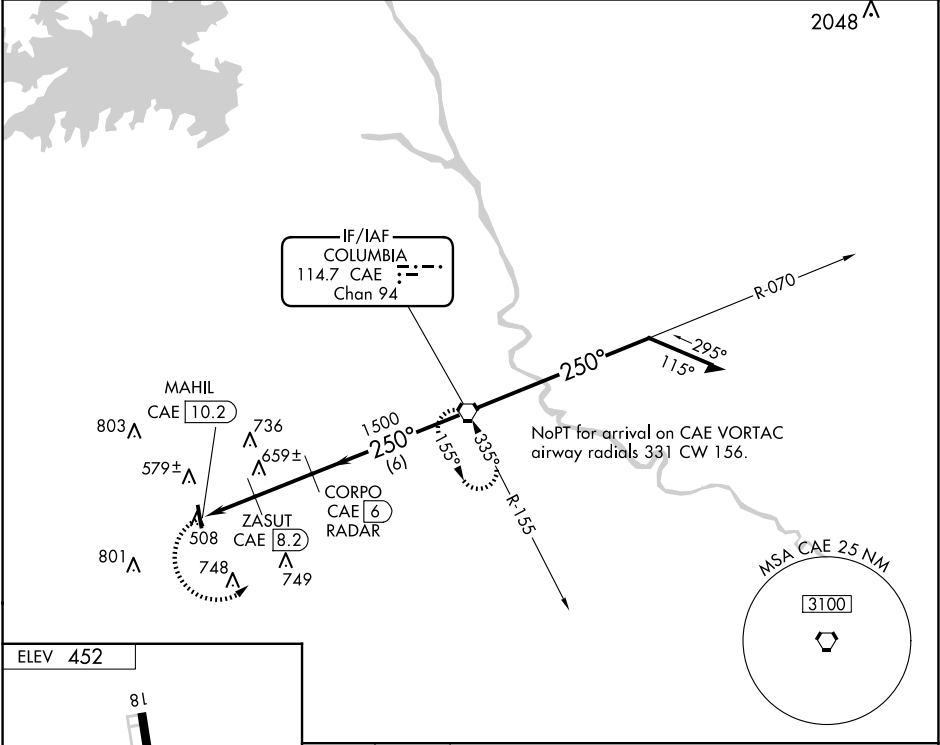 2048
IF/IAF
COLUMBIA
114.7 CAE
Chan 94
R-070
295°
115°
250°
MAHIL
CAE 10.2
1500
250°
(6)
155°
335°
R-155
NoPT for arrival on CAE VORTAC
airway radials 331 CW 156.
803
736
659±
579±
CORPO
CAE 6
RADAR
ZASUT
CAE 8.2
508
801
748
749
MSA CAE 25 NM
3100
ELEV 452
18